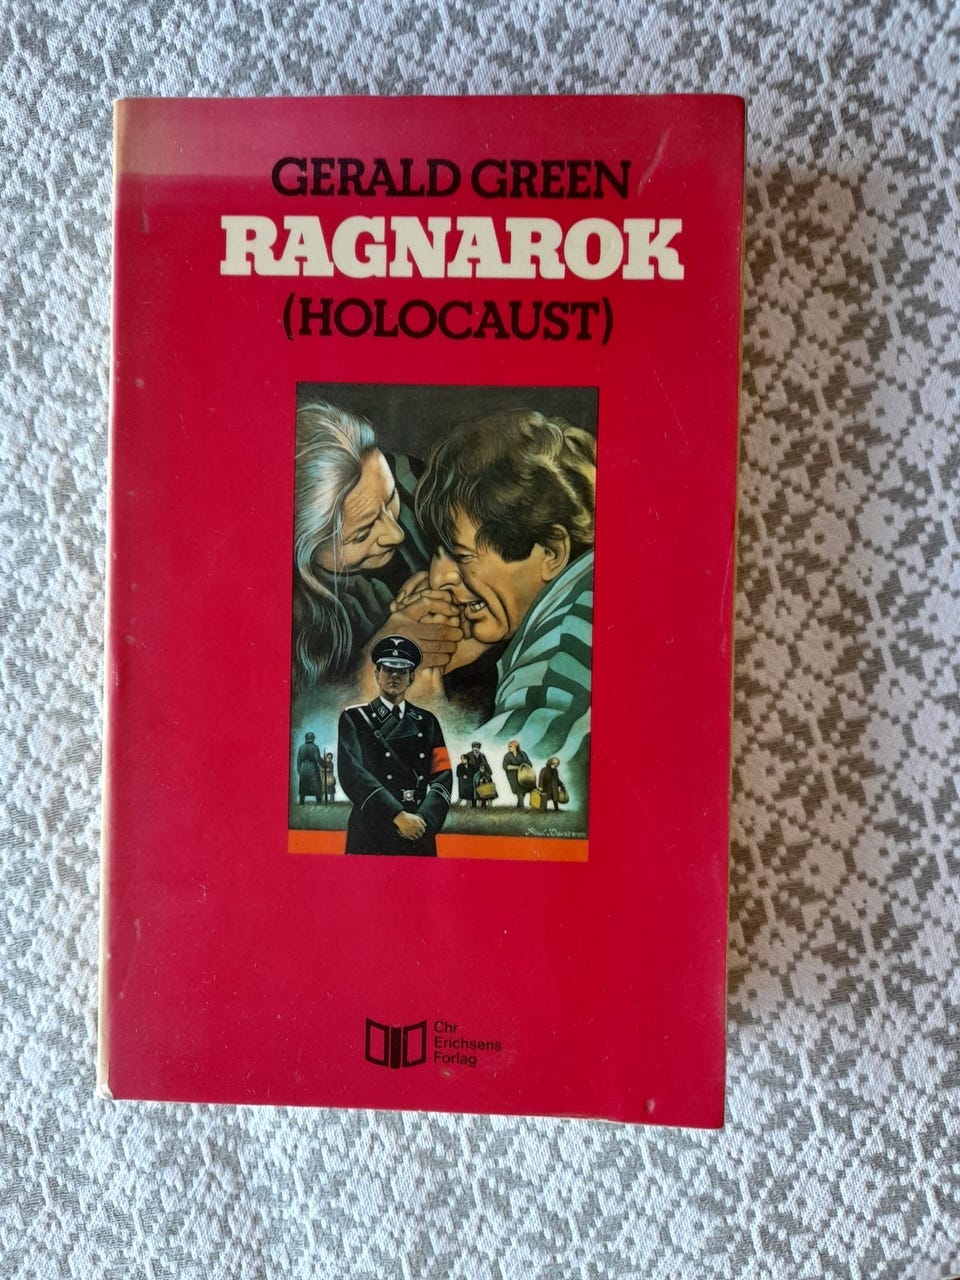 GERALD GREEN
RAGNAROK
(HOLOCAUST)
Chr
Erichsens
Forlag